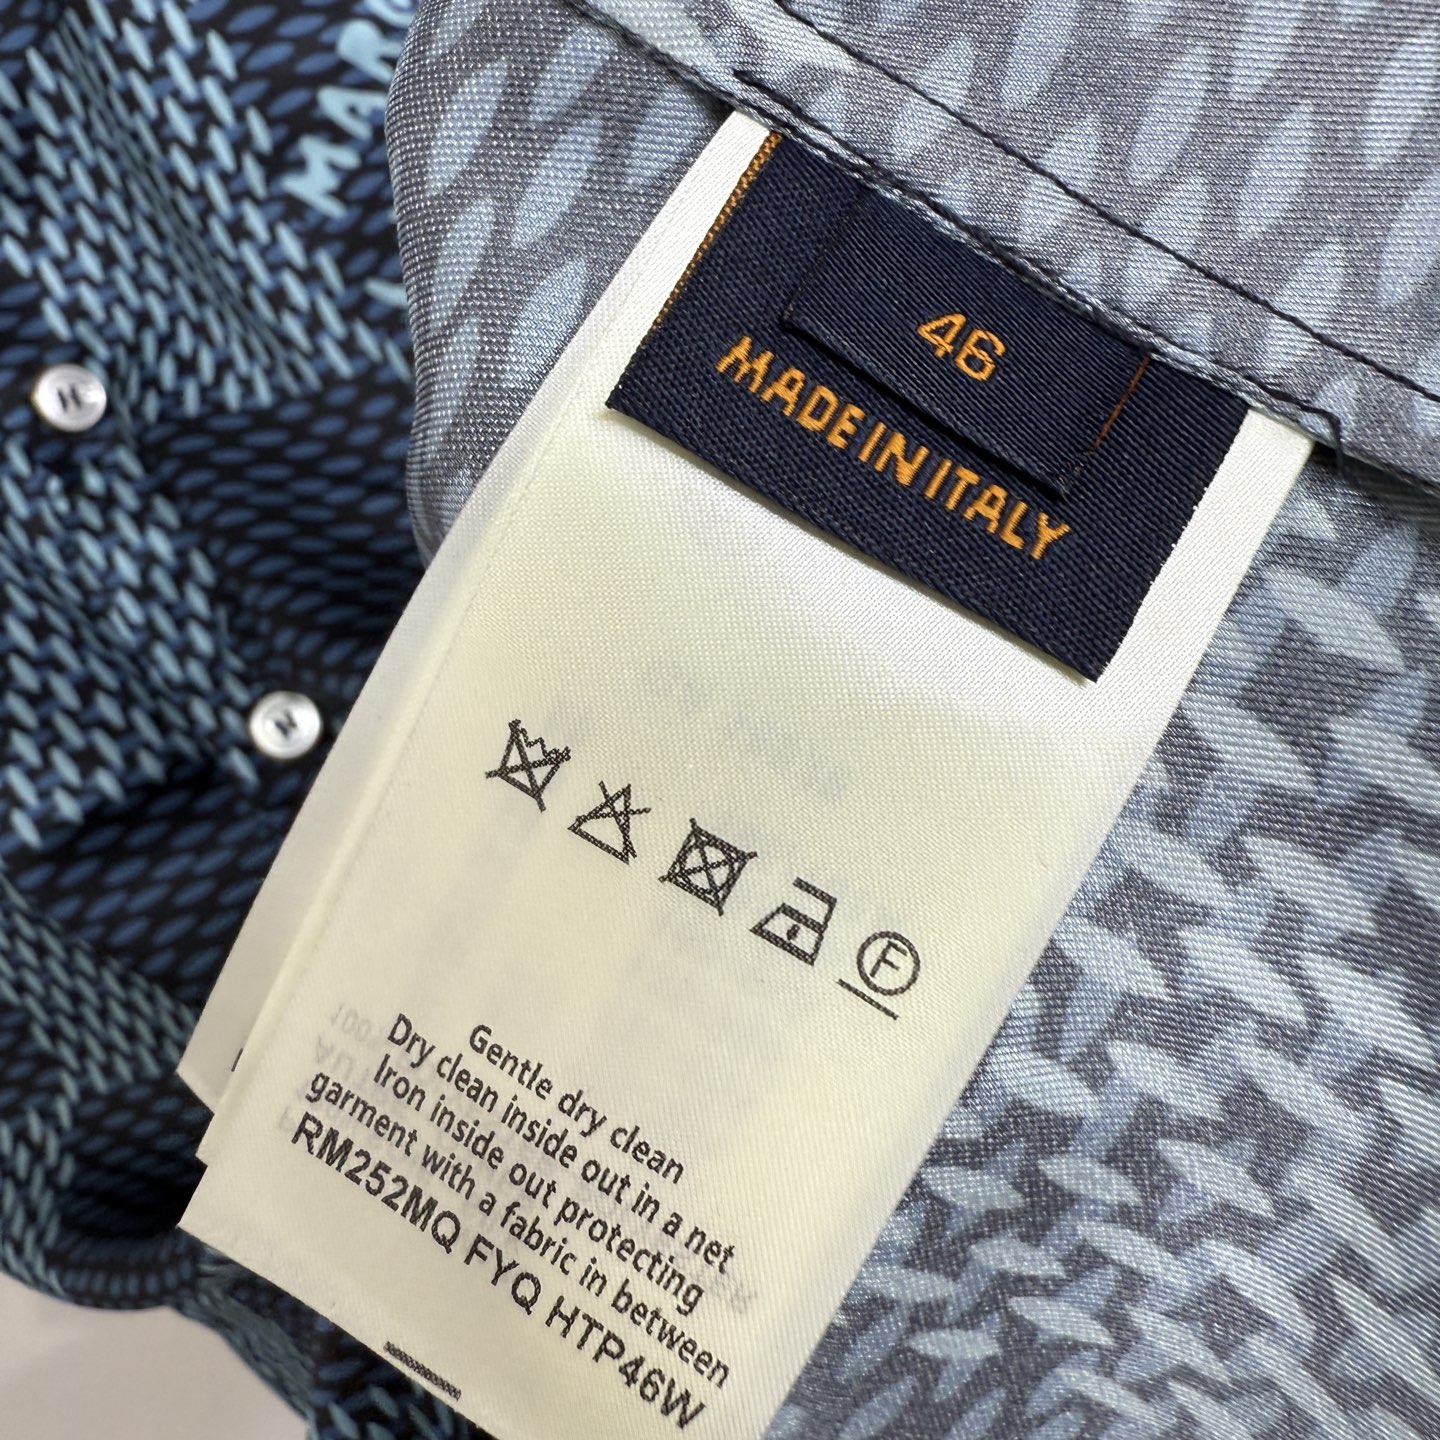 MAR
46
MADE IN ITALY
F
Gentle dry clean
Dry clean inside out in a net
Iron inside out protecting
garment with a fabric in between
RM252MQ FYQ HTP46W